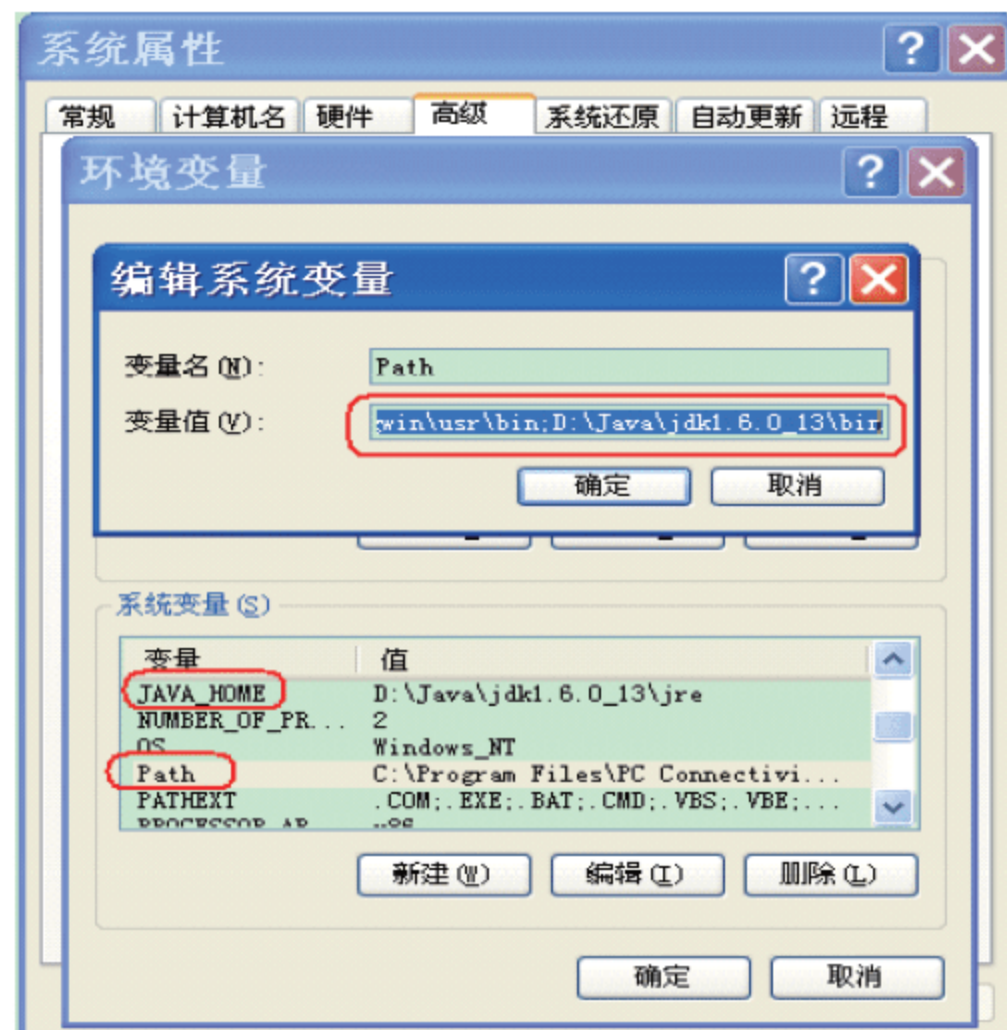 系统属性
常规 计算机名 硬件 高级 系统还原 自动更新 远程
环境变量
编辑系统变量
变量名(N): Path
变量值(V): win\usr\bin;D:\Java\jdk1.6.0_13\bin
确定 取消
系统变量(S)
变量 值
JAVA_HOME D:\Java\jdk1.6.0_13\jre
NUMBER_OF_PR... 2
OS Windows_NT
Path C:\Program Files\PC Connectivi...
PATHEXT .COM;.EXE;.BAT;.CMD;.VBS;.VBE;...
新建(W) 编辑(I) 删除(L)
确定 取消